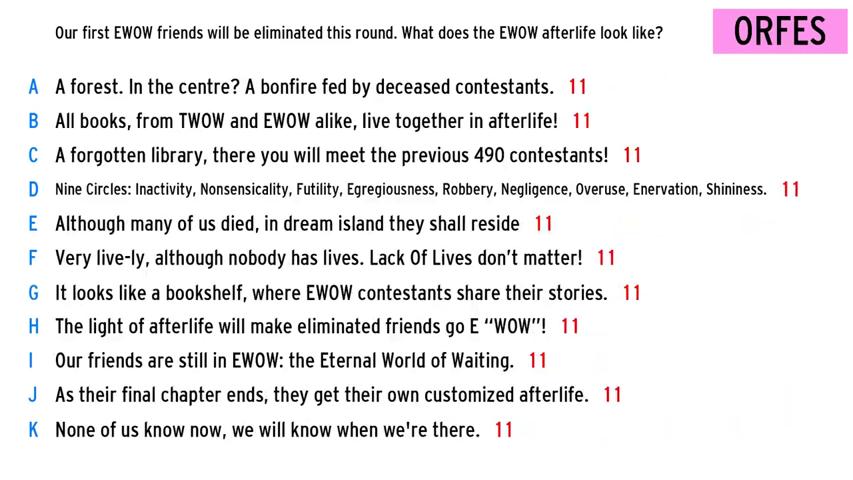 Our first EWOW friends will be eliminated this round. What does the EWOW afterlife look like?
ORFES
A A forest. In the centre? A bonfire fed by deceased contestants. 11
B All books, from TWOW and EWOW alike, live together in afterlife! 11
C A forgotten library, there you will meet the previous 490 contestants! 11
D Nine Circles: Inactivity, Nonsensicality, Futility, Egregiousness, Robbery, Negligence, Overuse, Enervation, Shininess. 11
E Although many of us died, in dream island they shall reside 11
F Very live-ly, although nobody has lives. Lack Of Lives don't matter! 11
G It looks like a bookshelf, where EWOW contestants share their stories. 11
H The light of afterlife will make eliminated friends go E “WOW”! 11
I Our friends are still in EWOW: the Eternal World of Waiting. 11
J As their final chapter ends, they get their own customized afterlife. 11
K None of us know now, we will know when we're there. 11